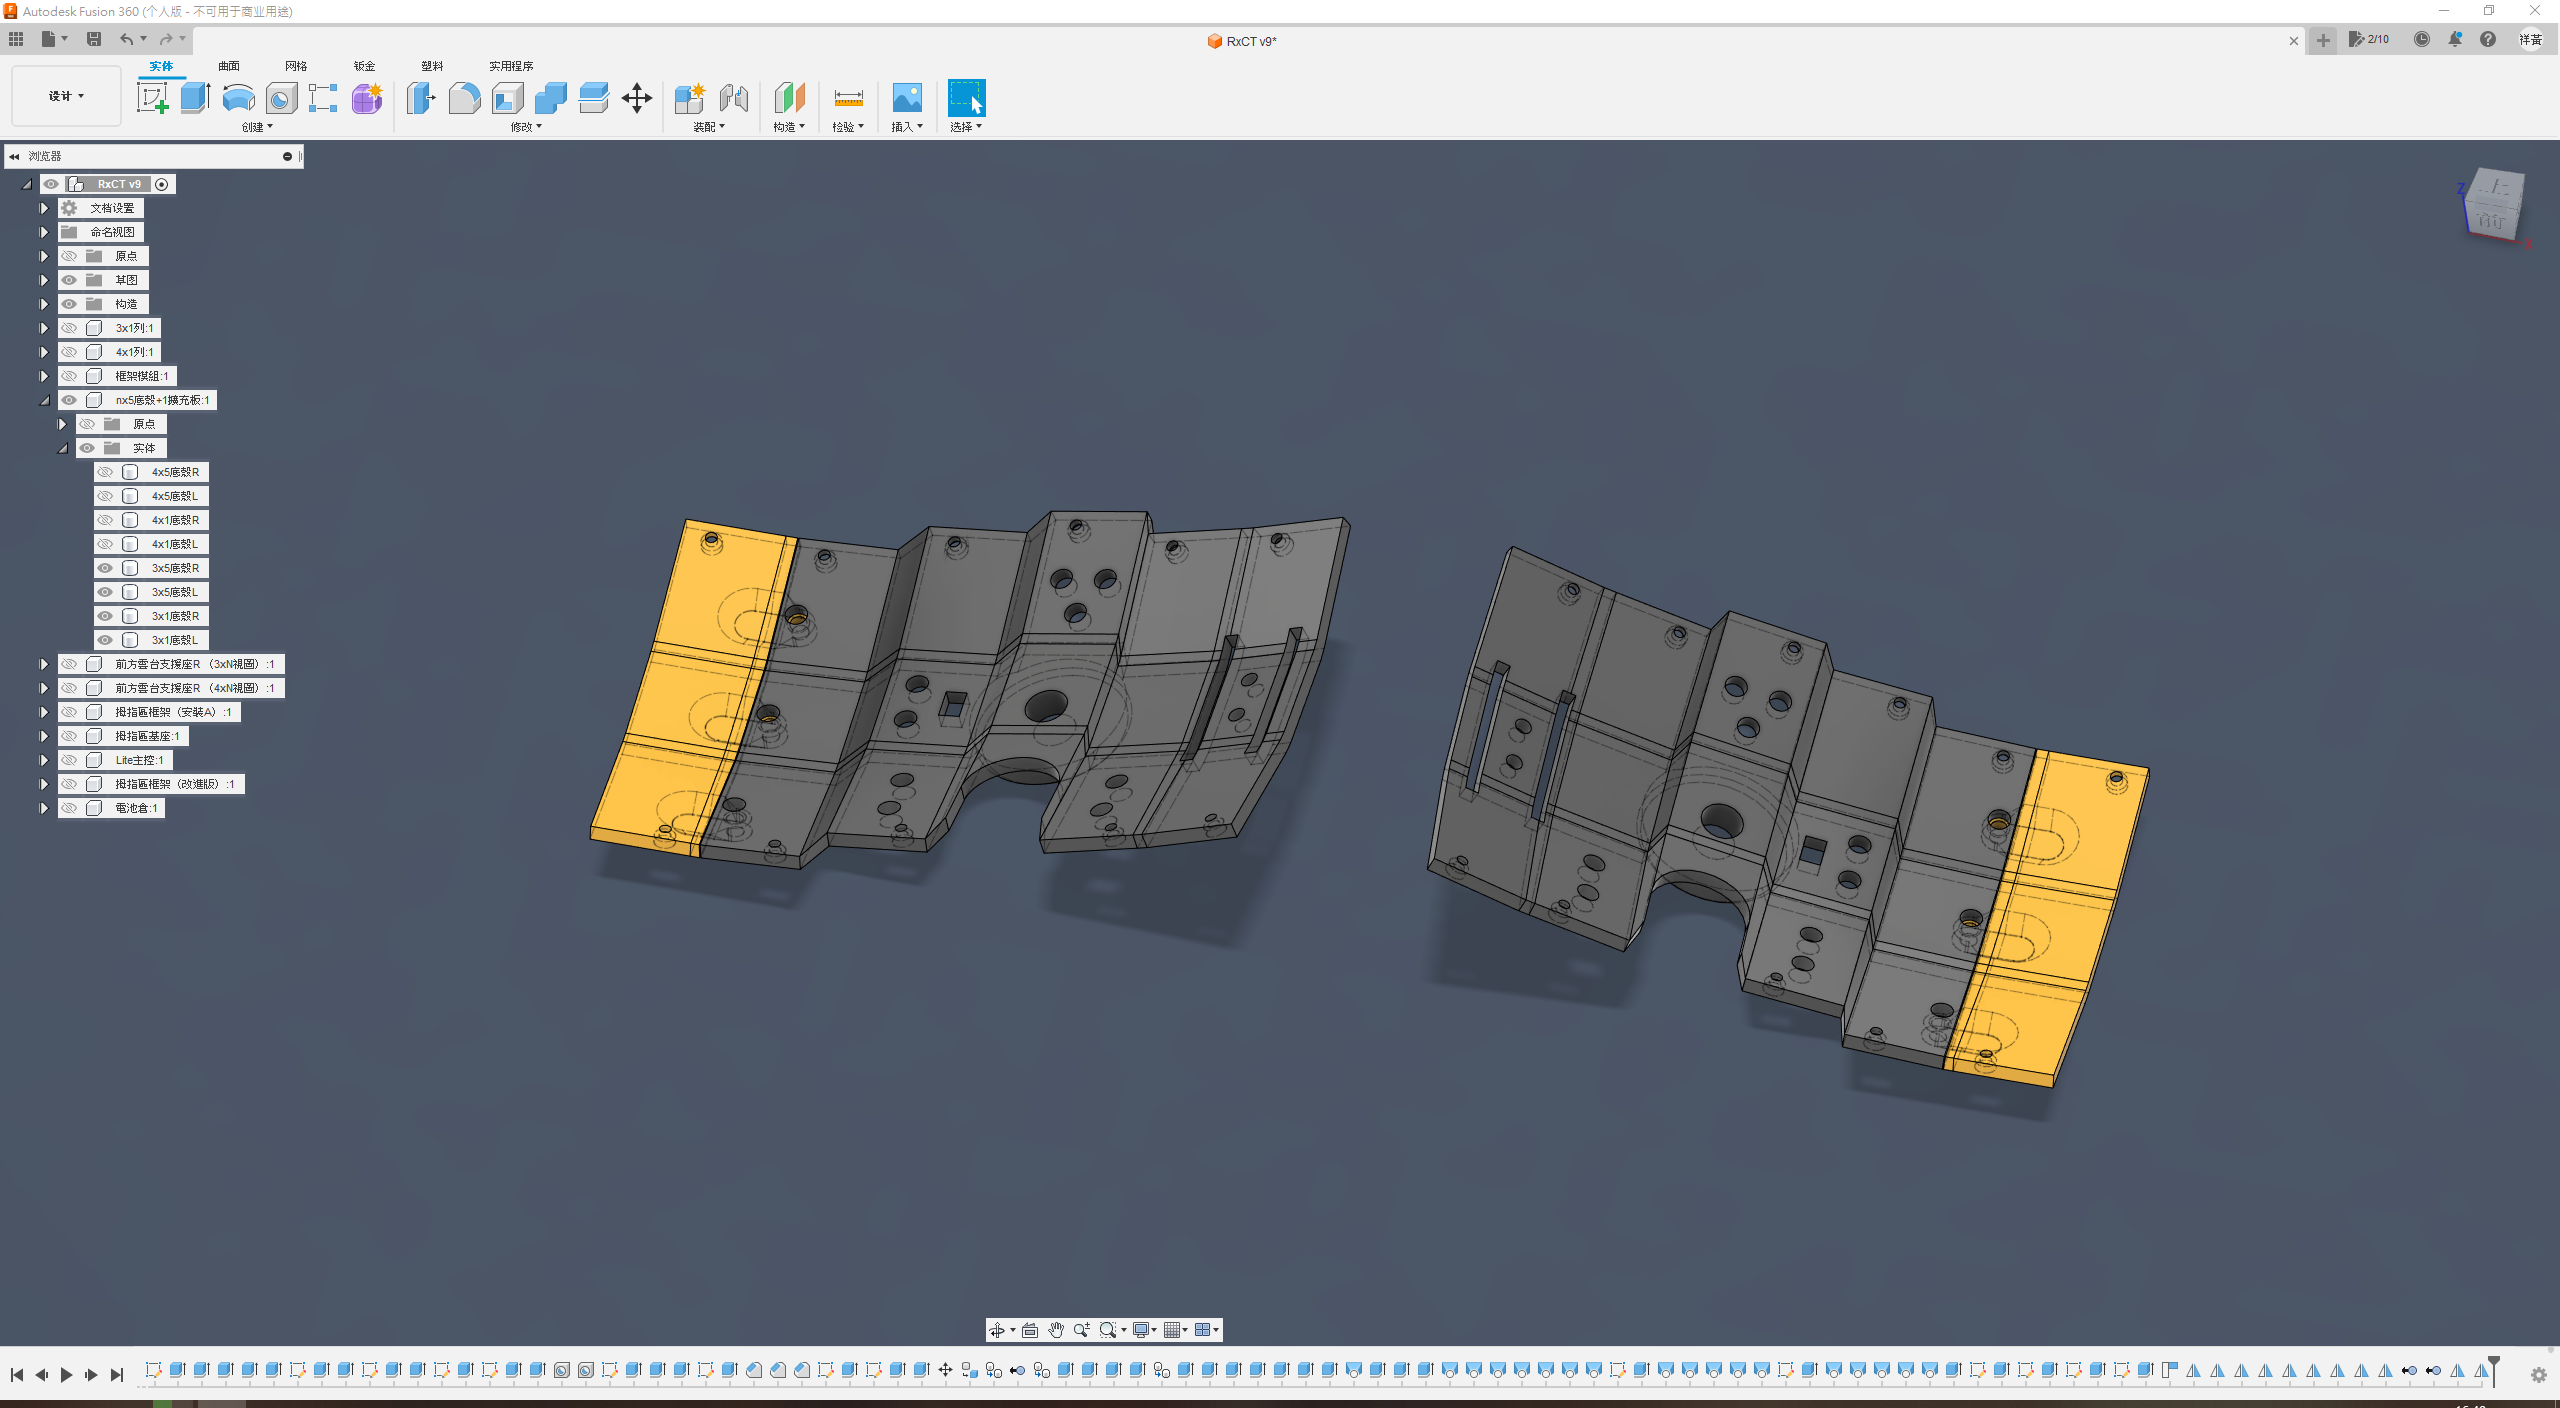 Autodesk Fusion 360 (个人版 - 不可用于商业用途)
RxCT v9*
2/10
祥黃
实体 曲面 网格 钣金 塑料 实用程序
设计
创建 修改 装配 构造 检验 插入 选择
浏览器
RxCT v9
文档设置
命名视图
原点
草图
构造
3x1列:1
4x1列:1
框架模組:1
nx5底殼+1擴充板:1
原点
实体
4x5底殼R
4x5底殼L
4x1底殼R
4x1底殼L
3x5底殼R
3x5底殼L
3x1底殼R
3x1底殼L
前方雲台支援座R (3xN視圖) :1
前方雲台支援座R (4xN視圖) :1
拇指區框架 (安裝A) :1
拇指區基座:1
Lite主控:1
拇指區框架 (改進版) :1
電池倉:1
Z
上
前
X